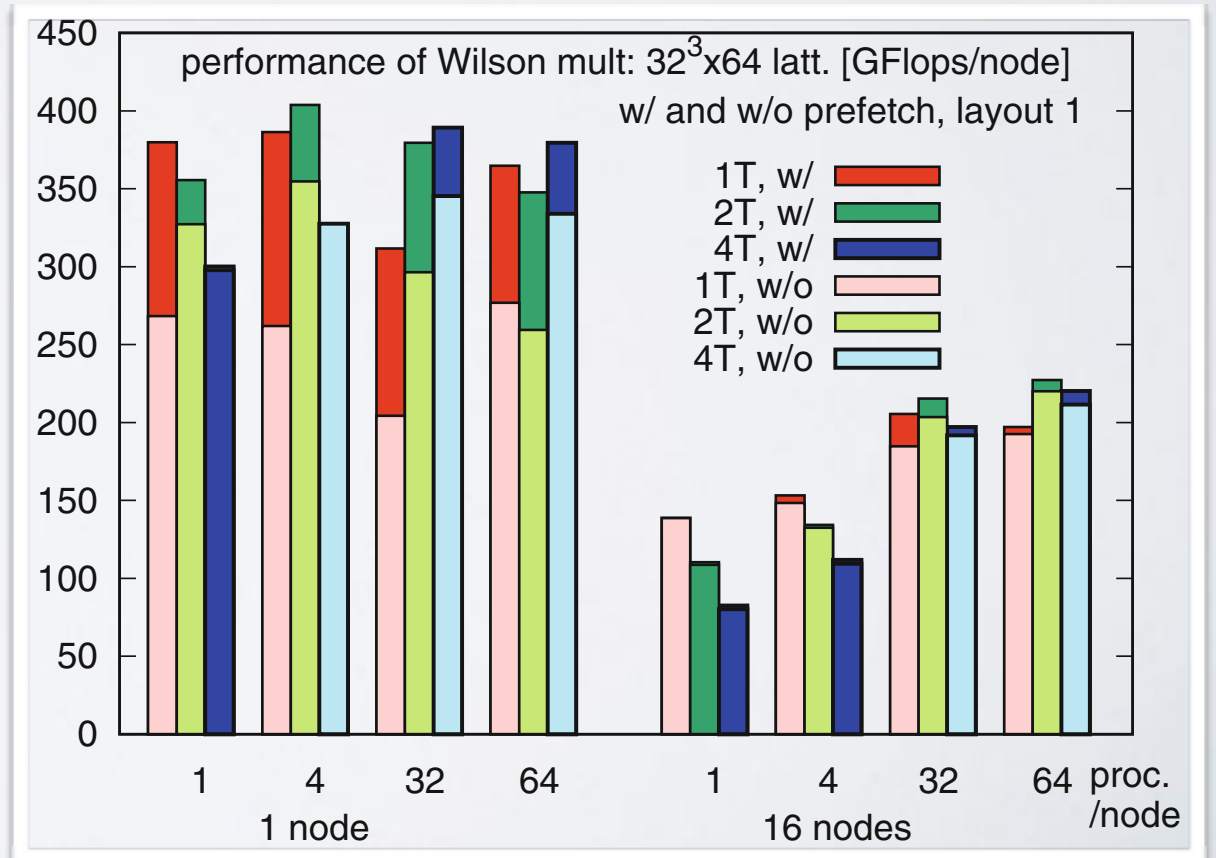 performance of Wilson mult: 32³x64 latt. [GFlops/node]
w/ and w/o prefetch, layout 1
1T, w/
2T, w/
4T, w/
1T, w/o
2T, w/o
4T, w/o
450
400
350
300
250
200
150
100
50
0
1 4 32 64 1 4 32 64 proc.
/node
1 node 16 nodes